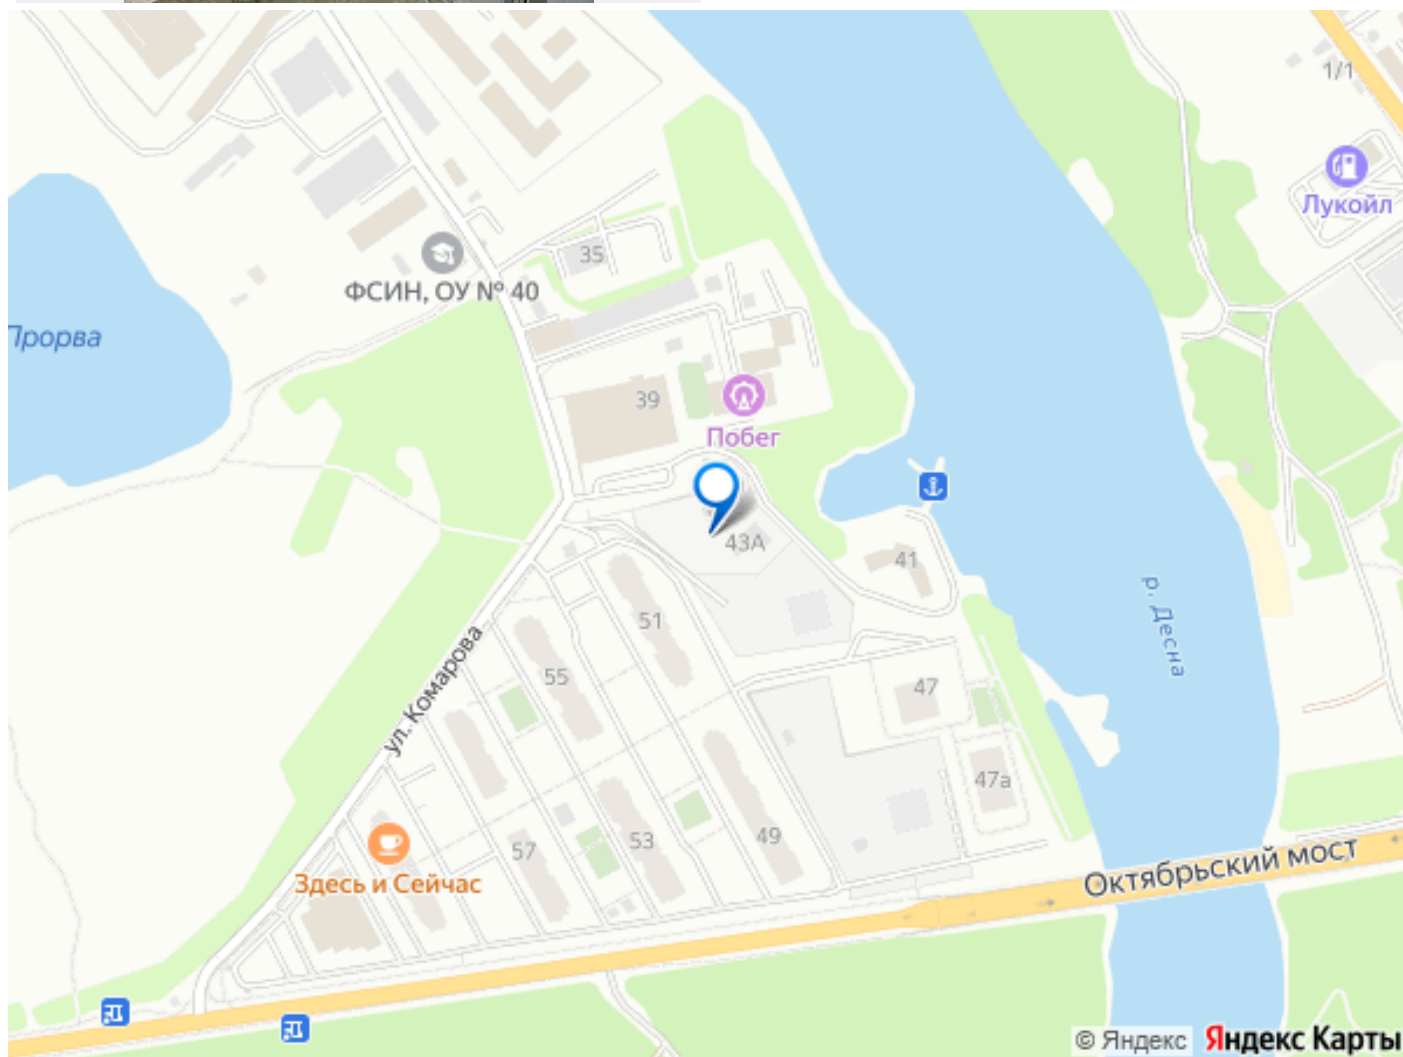 1/1
Лукойл
35
ФСИН, ОУ № 40
Прорва
39
Побег
43А
41
р. Десна
51
55
ул. Комарова
47
47а
57
53
49
Здесь и Сейчас
Октябрьский мост
© Яндекс Яндекс Карты